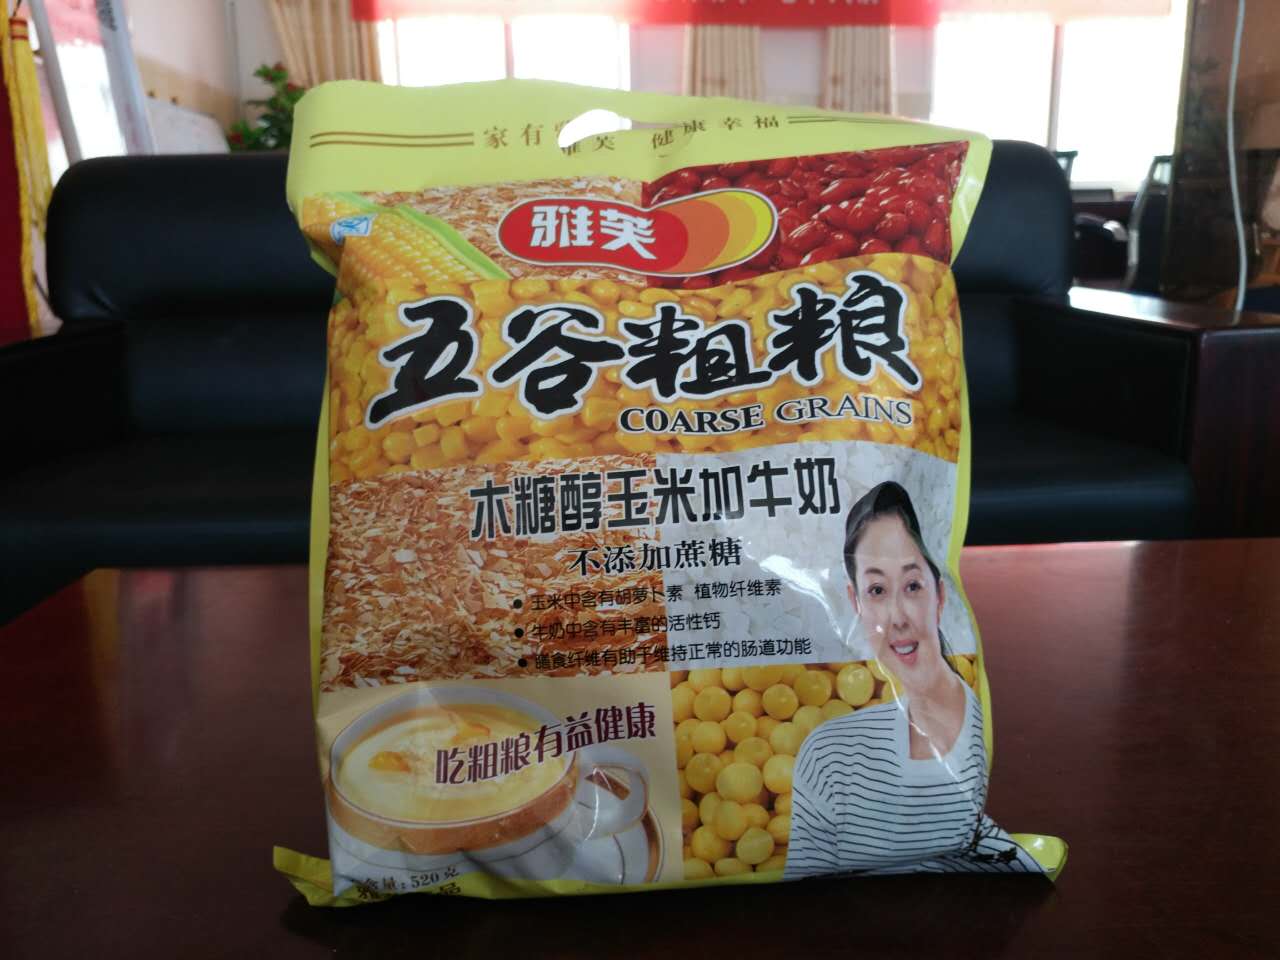 家有雅芙 健康幸福
雅芙
五谷粗粮
COARSE GRAINS
木糖醇玉米加牛奶
不添加蔗糖
● 玉米中含有胡萝卜素 植物纤维素
● 牛奶中含有丰富的活性钙
● 膳食纤维有助于维持正常的肠道功能
吃粗粮有益健康
量:520克